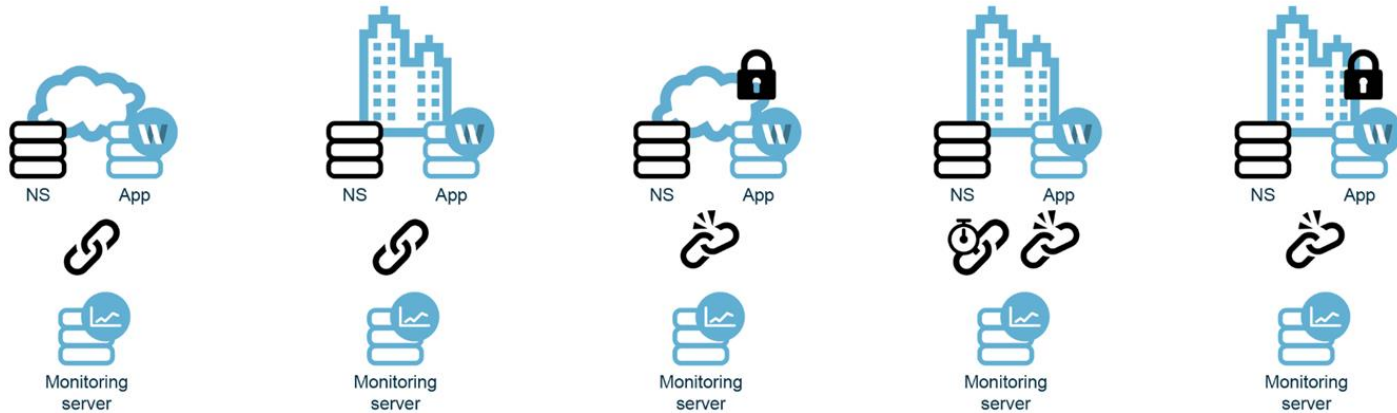 NS App
NS App
NS App
NS App
NS App
Monitoring
server
Monitoring
server
Monitoring
server
Monitoring
server
Monitoring
server